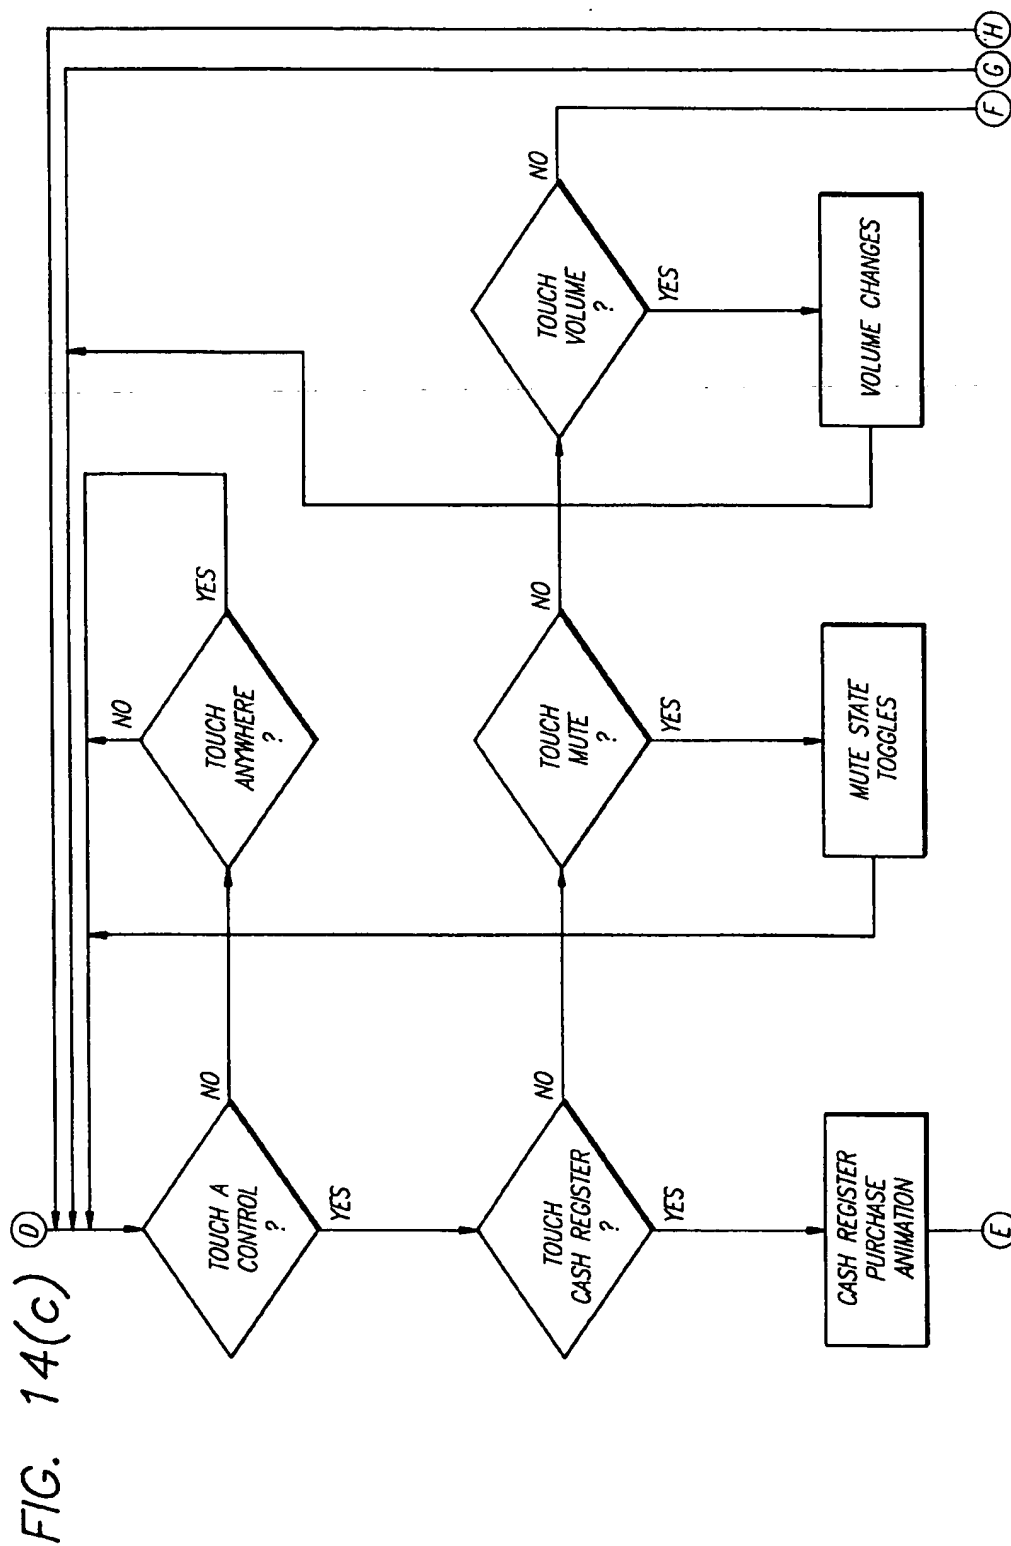 FIG. 14(c)
D
TOUCH A
CONTROL
?
NO
YES
TOUCH
ANYWHERE
?
NO
YES
TOUCH
CASH REGISTER
?
NO
YES
TOUCH
MUTE
?
NO
YES
TOUCH
VOLUME
?
NO
YES
CASH REGISTER
PURCHASE
ANIMATION
MUTE STATE
TOGGLES
VOLUME CHANGES
E
F
G
H